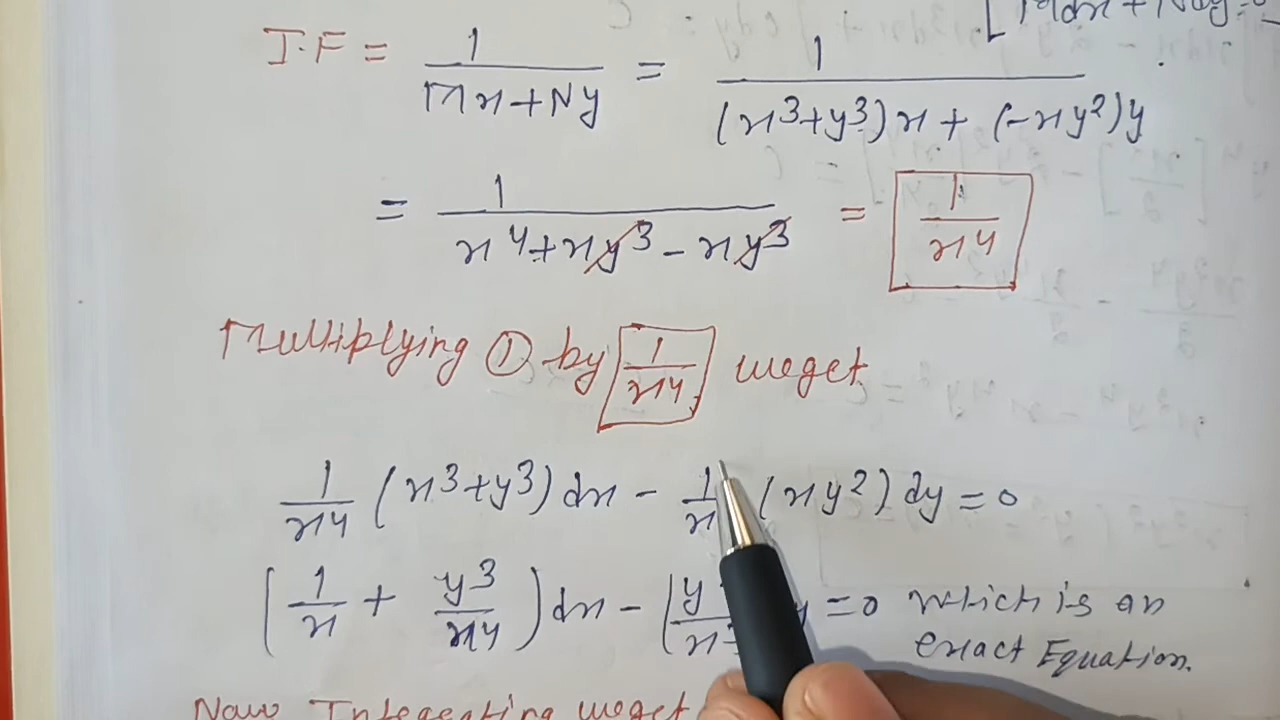 I.F = 1/(Mx+Ny) = 1/((x³+y³)x + (-xy²)y)
= 1/(x⁴+xy³-xy³) = 1/x⁴
Multiplying ① by 1/x⁴ we get
1/x⁴ (x³+y³) dx - 1/x (xy²) dy = 0
(1/x + y³/x⁴) dx - (y/x³ y = 0 which is an
exact Equation.
Now Integrating we get